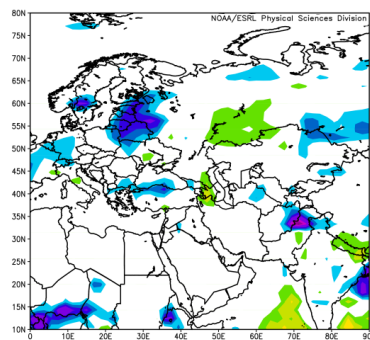 NOAA/ESRL Physical Sciences Division
80N
75N
70N
65N
60N
55N
50N
45N
40N
35N
30N
25N
20N
15N
10N
0 10E 20E 30E 40E 50E 60E 70E 80E